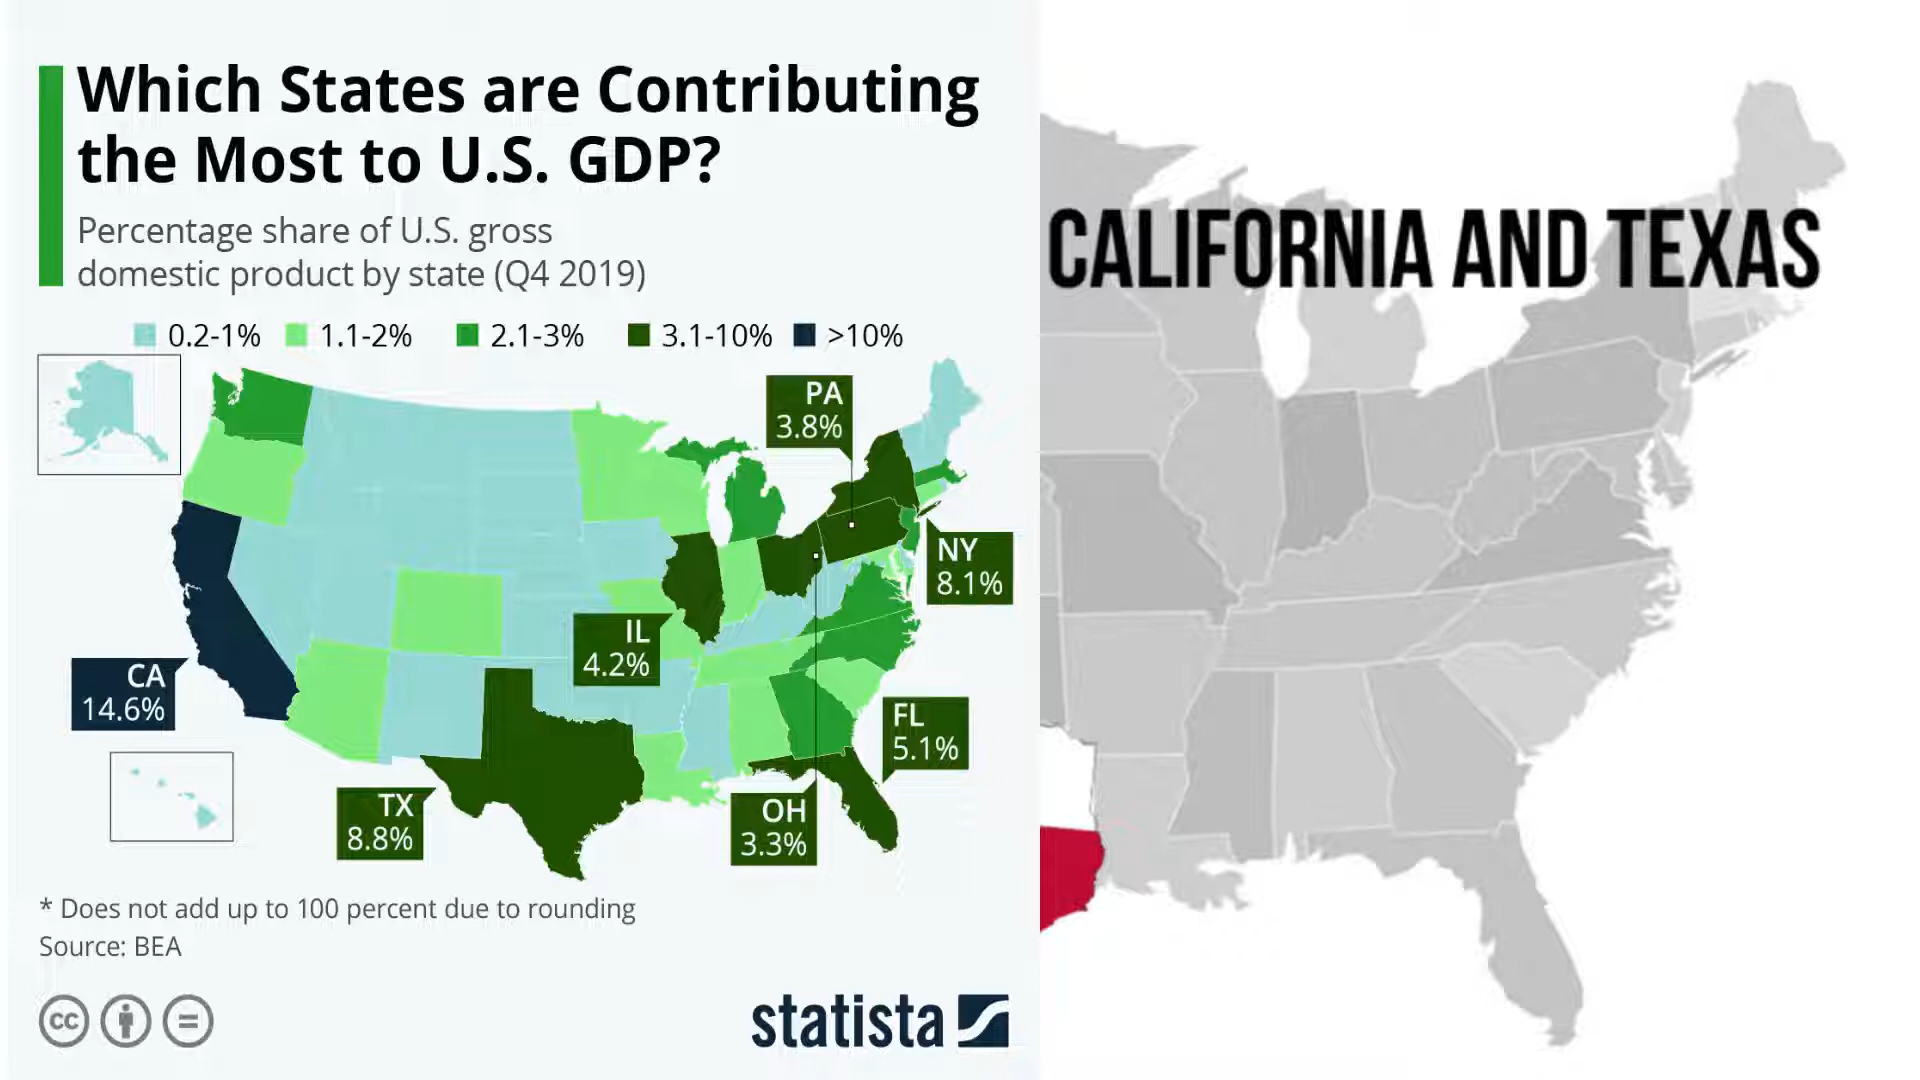 Which States are Contributing
the Most to U.S. GDP?
Percentage share of U.S. gross
domestic product by state (Q4 2019)
0.2-1% 1.1-2% 2.1-3% 3.1-10% >10%
CALIFORNIA AND TEXAS
PA
3.8%
NY
8.1%
IL
4.2%
CA
14.6%
FL
5.1%
TX
8.8%
OH
3.3%
* Does not add up to 100 percent due to rounding
Source: BEA
cc
statista